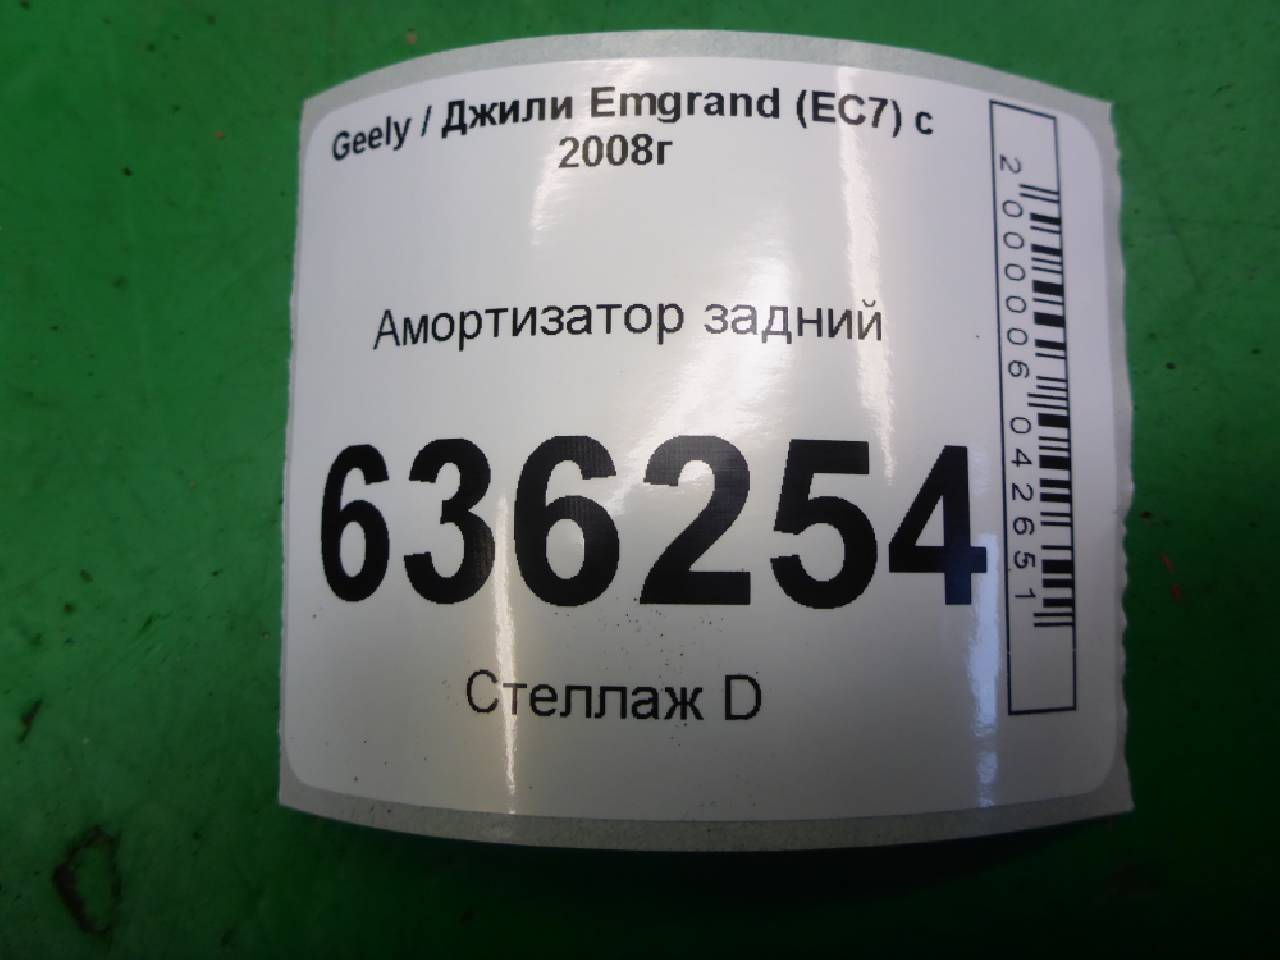 Geely / Джили Emgrand (EC7) с
2008г
Амортизатор задний
636254
Стеллаж D
2000006042651